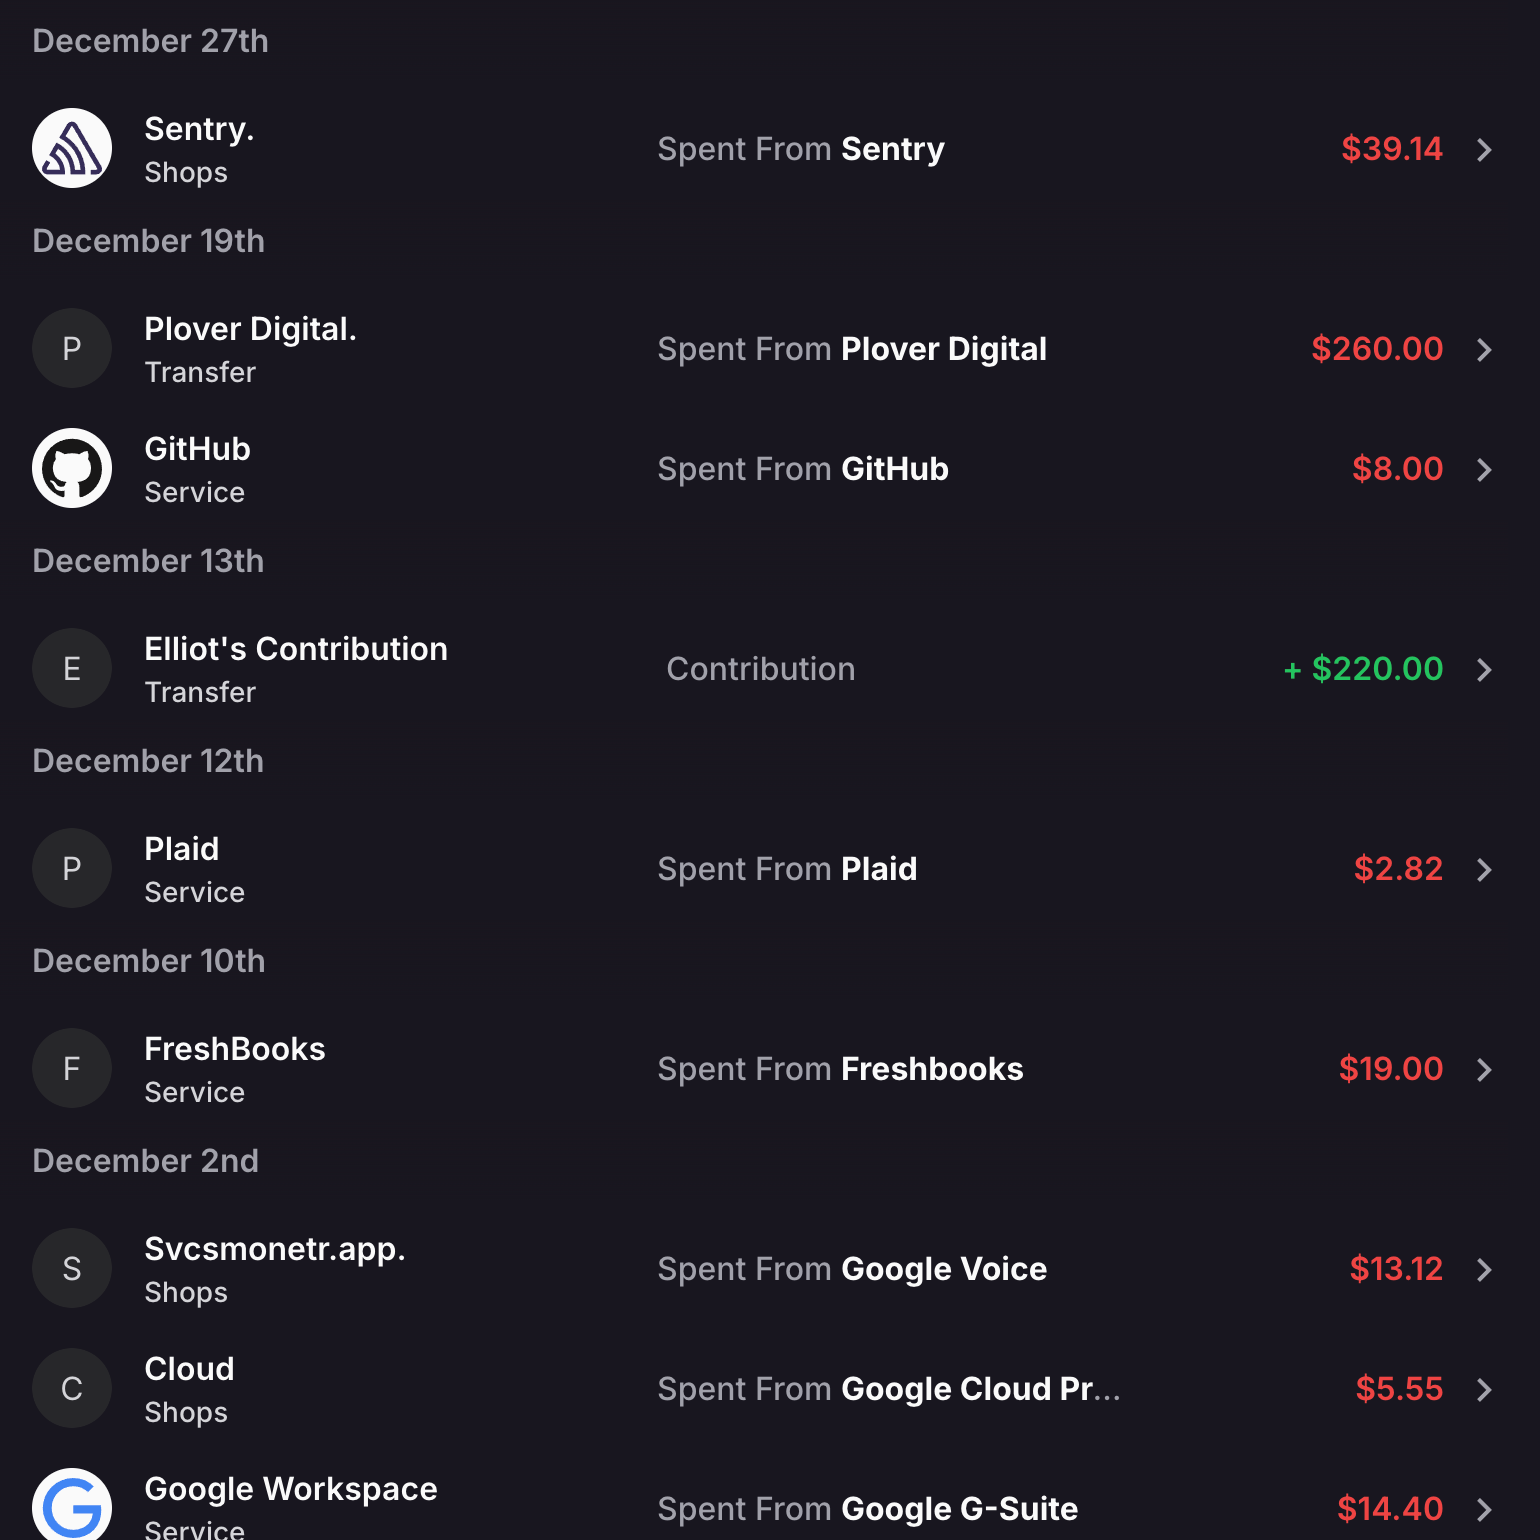 December 27th
Sentry.
Shops
Spent From Sentry
$39.14
December 19th
P
Plover Digital.
Transfer
Spent From Plover Digital
$260.00
GitHub
Service
Spent From GitHub
$8.00
December 13th
E
Elliot's Contribution
Transfer
Contribution
+ $220.00
December 12th
P
Plaid
Service
Spent From Plaid
$2.82
December 10th
F
FreshBooks
Service
Spent From Freshbooks
$19.00
December 2nd
S
Svcsmonetr.app.
Shops
Spent From Google Voice
$13.12
C
Cloud
Shops
Spent From Google Cloud Pr...
$5.55
G
Google Workspace
Service
Spent From Google G-Suite
$14.40